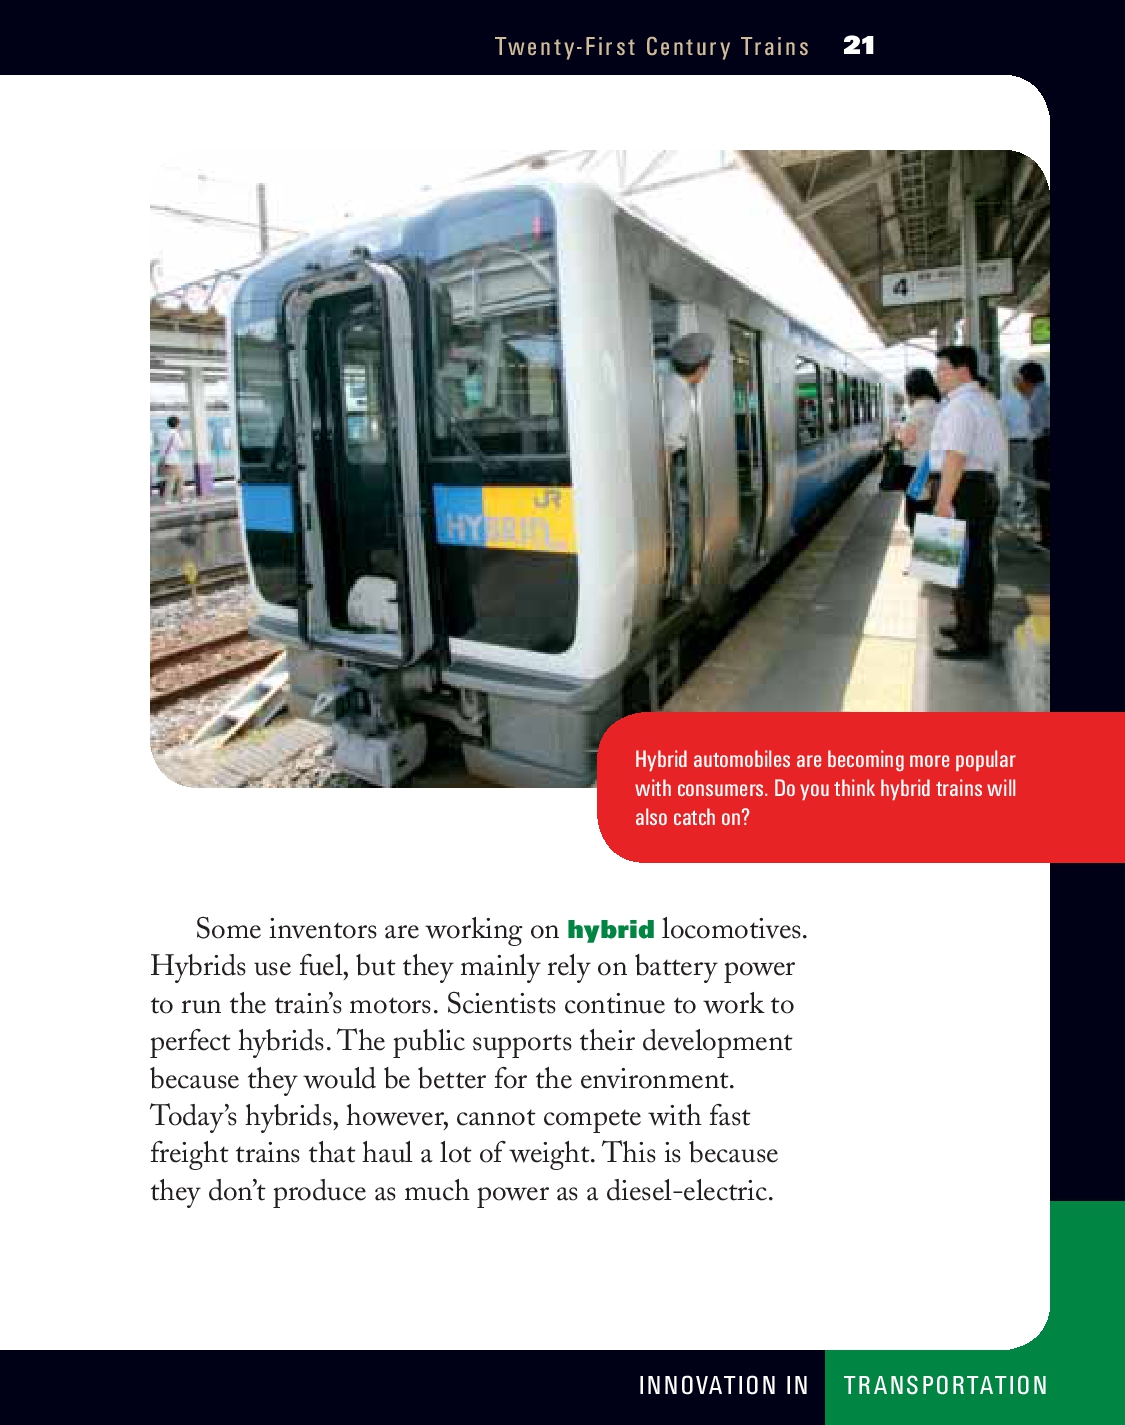 Twenty-First Century Trains 21
4
JR
HYBRID
Hybrid automobiles are becoming more popular
with consumers. Do you think hybrid trains will
also catch on?
Some inventors are working on hybrid locomotives.
Hybrids use fuel, but they mainly rely on battery power
to run the train’s motors. Scientists continue to work to
perfect hybrids. The public supports their development
because they would be better for the environment.
Today’s hybrids, however, cannot compete with fast
freight trains that haul a lot of weight. This is because
they don’t produce as much power as a diesel-electric.
INNOVATION IN TRANSPORTATION